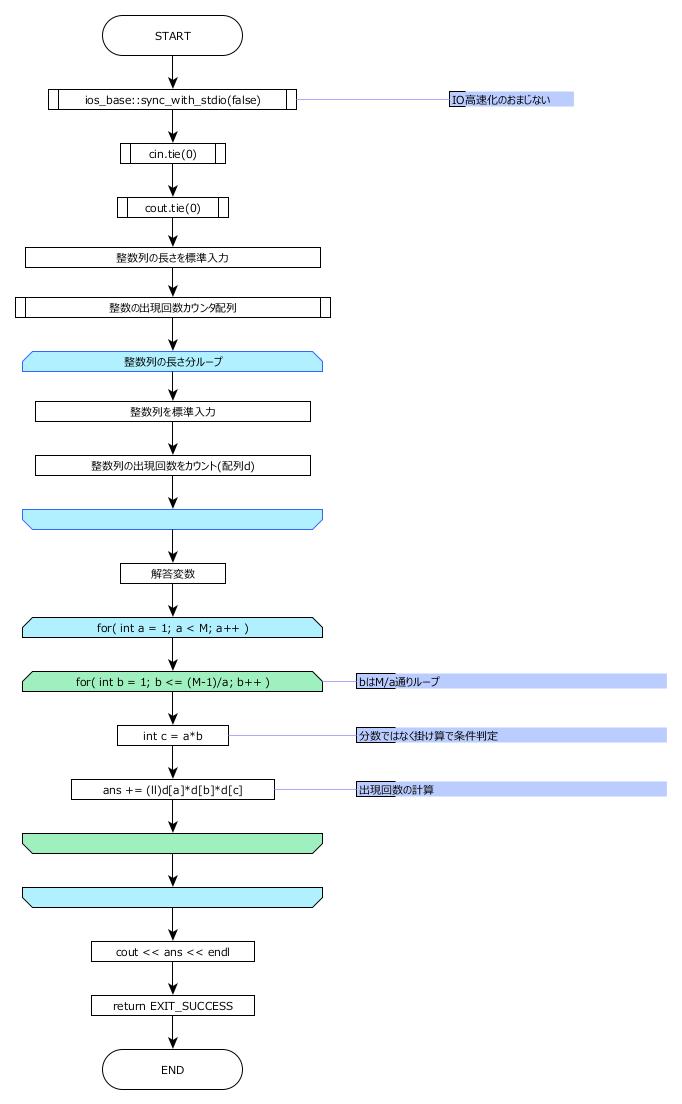 START
ios_base::sync_with_stdio(false)
IO高速化のおまじない
cin.tie(0)
cout.tie(0)
整数列の長さを標準入力
整数の出現回数カウンタ配列
整数列の長さ分ループ
整数列を標準入力
整数列の出現回数をカウント(配列d)
解答変数
for( int a = 1; a < M; a++ )
for( int b = 1; b <= (M-1)/a; b++ )
bはM/a通りループ
int c = a*b
分数ではなく掛け算で条件判定
ans += (ll)d[a]*d[b]*d[c]
出現回数の計算
cout << ans << endl
return EXIT_SUCCESS
END